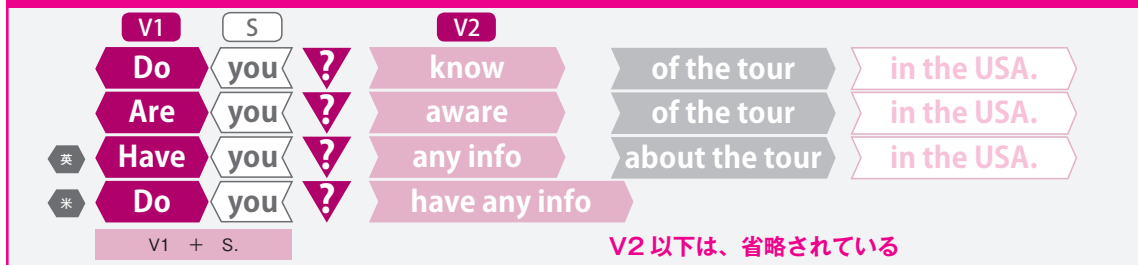 V1 S V2
Do you ? know of the tour in the USA.
Are you ? aware of the tour in the USA.
英 Have you ? any info about the tour in the USA.
米 Do you ? have any info
V1 + S. V2 以下は、省略されている